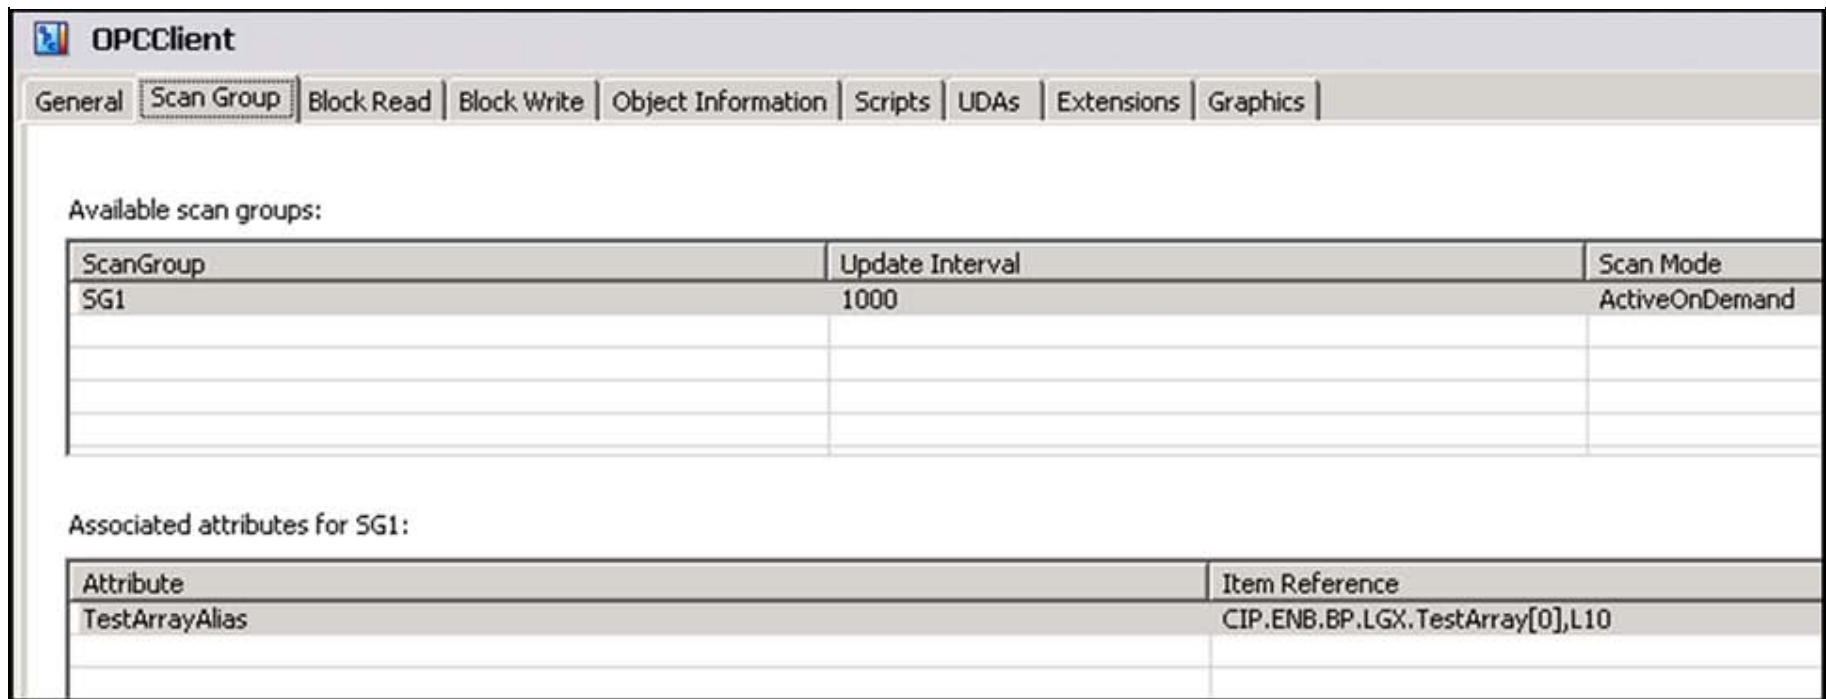 OPCClient
General Scan Group Block Read Block Write Object Information Scripts UDAs Extensions Graphics
Available scan groups:
ScanGroup Update Interval Scan Mode
SG1 1000 ActiveOnDemand
Associated attributes for SG1:
Attribute Item Reference
TestArrayAlias CIP.ENB.BP.LGX.TestArray[0],L10